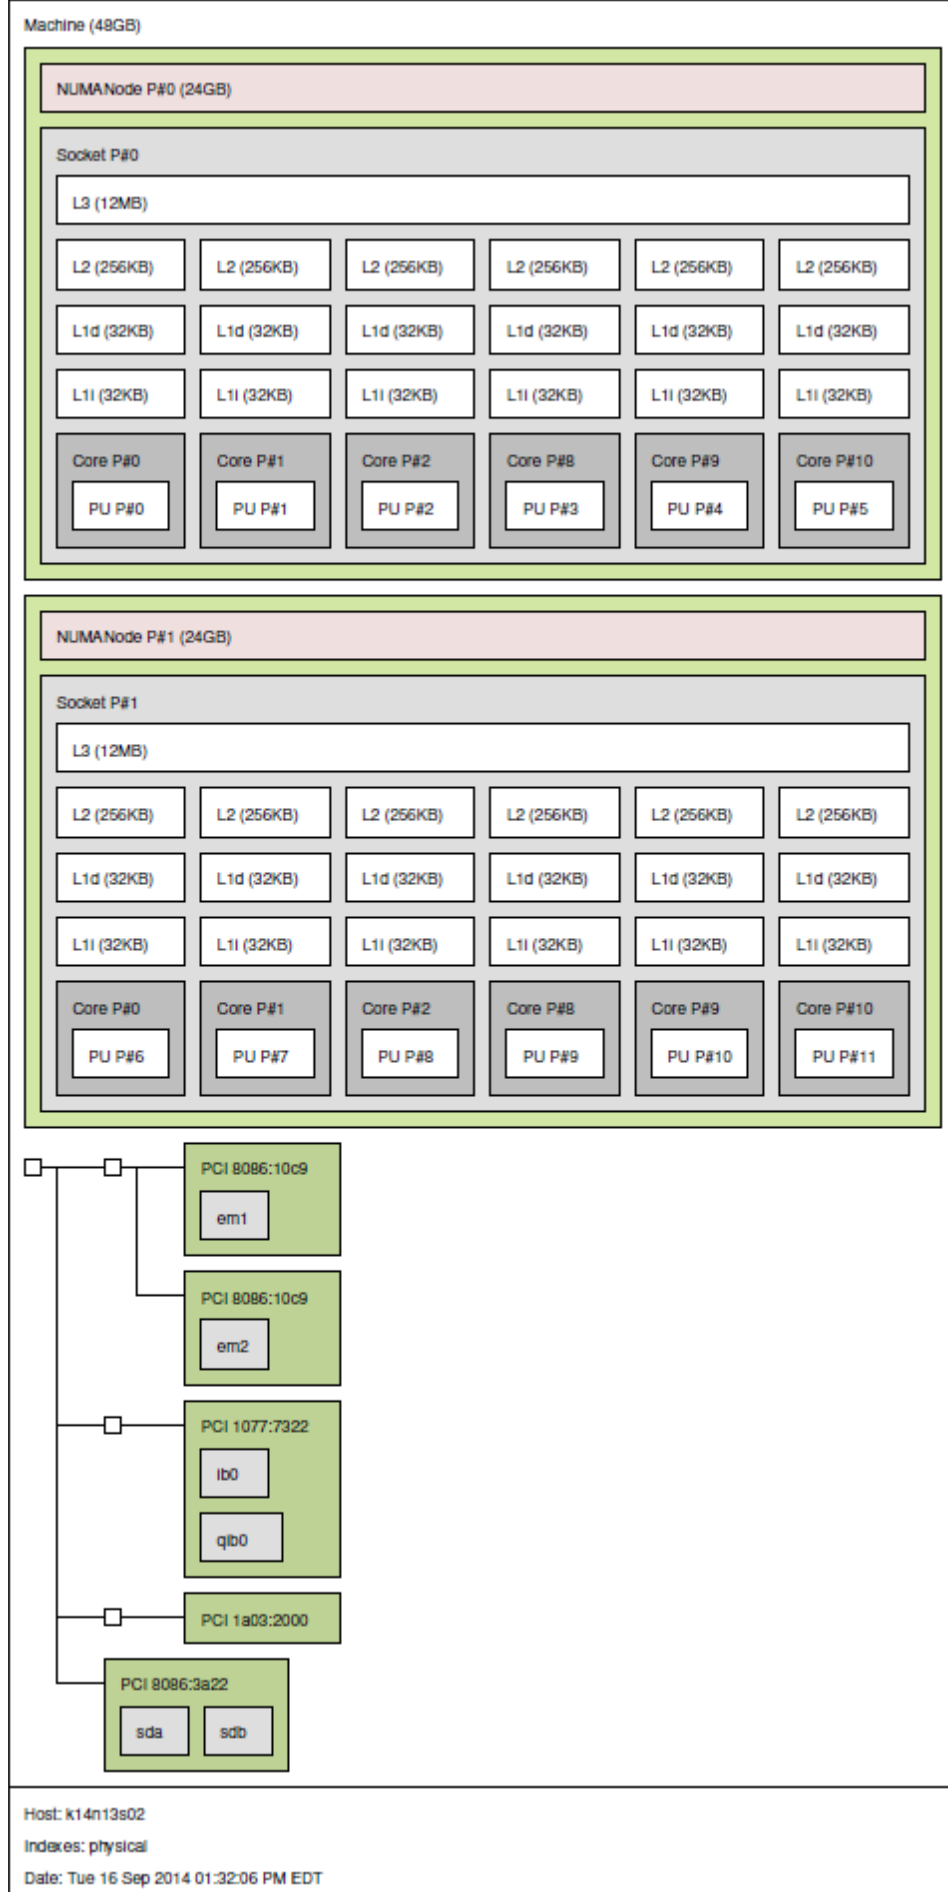 Machine (48GB)
NUMANode P#0 (24GB)
Socket P#0
L3 (12MB)
L2 (256KB) L2 (256KB) L2 (256KB) L2 (256KB) L2 (256KB) L2 (256KB)
L1d (32KB) L1d (32KB) L1d (32KB) L1d (32KB) L1d (32KB) L1d (32KB)
L1i (32KB) L1i (32KB) L1i (32KB) L1i (32KB) L1i (32KB) L1i (32KB)
Core P#0 Core P#1 Core P#2 Core P#8 Core P#9 Core P#10
PU P#0 PU P#1 PU P#2 PU P#3 PU P#4 PU P#5
NUMANode P#1 (24GB)
Socket P#1
L3 (12MB)
L2 (256KB) L2 (256KB) L2 (256KB) L2 (256KB) L2 (256KB) L2 (256KB)
L1d (32KB) L1d (32KB) L1d (32KB) L1d (32KB) L1d (32KB) L1d (32KB)
L1i (32KB) L1i (32KB) L1i (32KB) L1i (32KB) L1i (32KB) L1i (32KB)
Core P#0 Core P#1 Core P#2 Core P#8 Core P#9 Core P#10
PU P#6 PU P#7 PU P#8 PU P#9 PU P#10 PU P#11
PCI 8086:10c9
em1
PCI 8086:10c9
em2
PCI 1077:7322
ib0
qib0
PCI 1a03:2000
PCI 8086:3a22
sda sdb
Host: k14n13s02
Indexes: physical
Date: Tue 16 Sep 2014 01:32:06 PM EDT